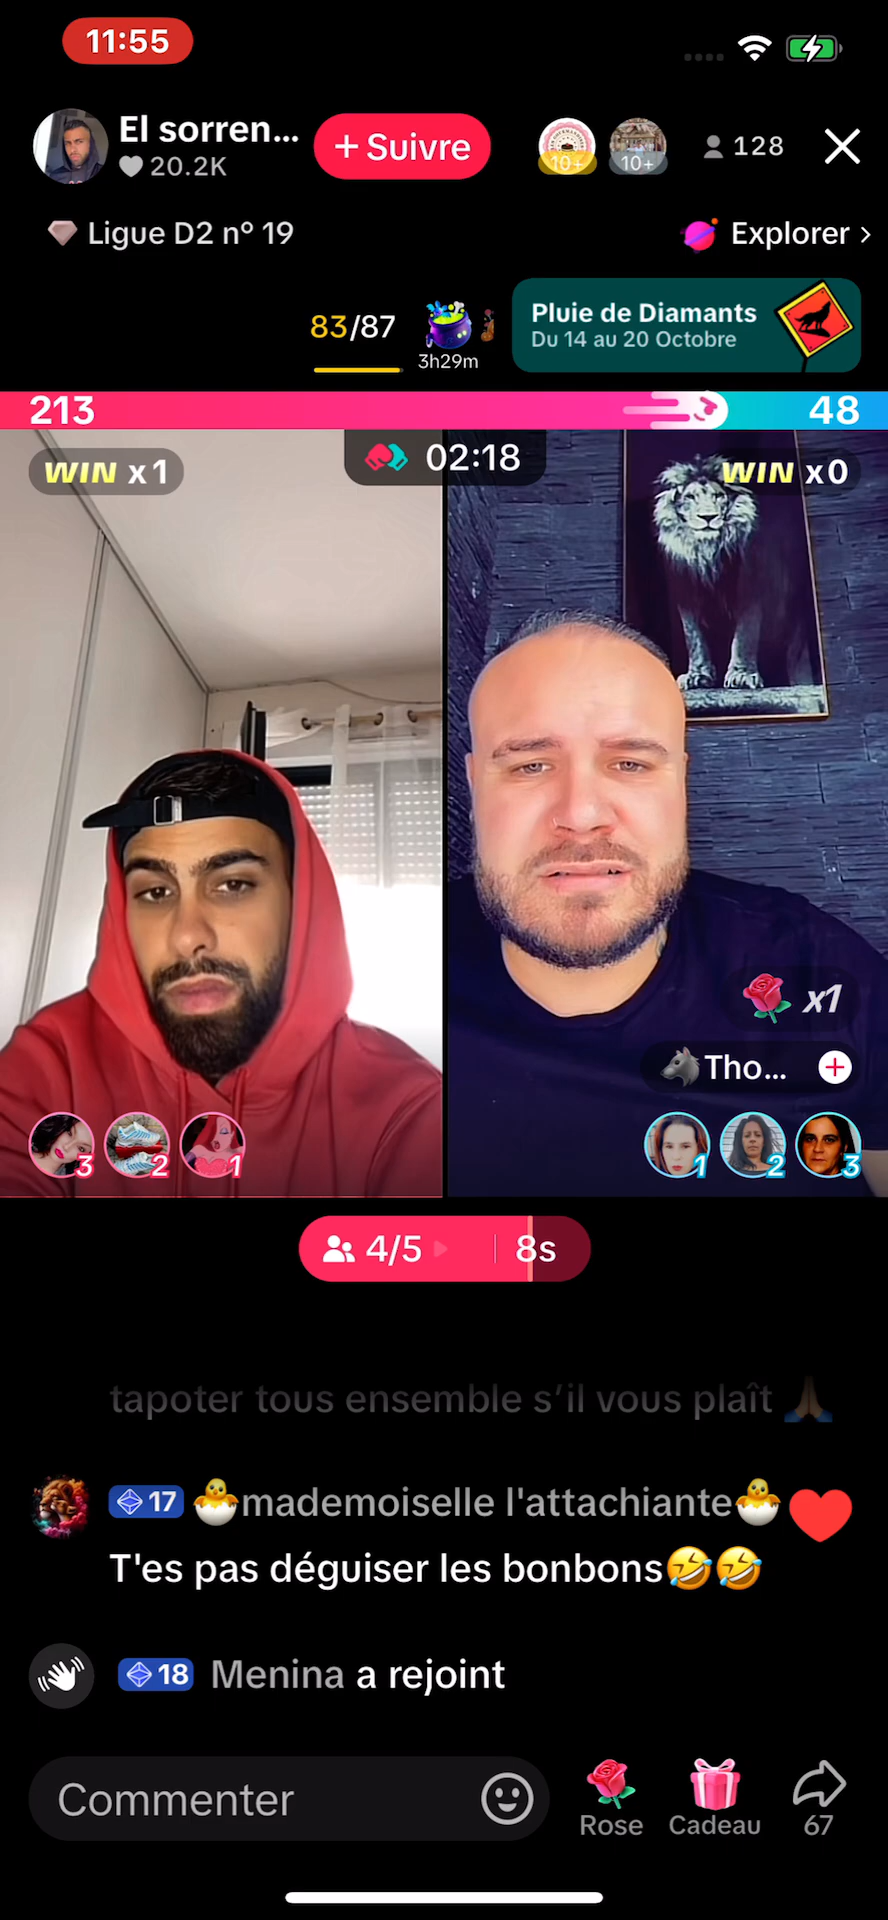 11:55
El sorren...
20.2K
+ Suivre
10+
10+
128
Ligue D2 nº 19
Explorer >
83/87
3h29m
Pluie de Diamants
Du 14 au 20 Octobre
213
48
WIN x1
02:18
WIN x0
x1
Tho...
3
2
1
1
2
3
4/5
8s
tapoter tous ensemble s'il vous plaît 🙏
17 🐣mademoiselle l'attachiante🐣
T'es pas déguiser les bonbons🤣🤣
18 Menina a rejoint
Commenter
Rose
Cadeau
67